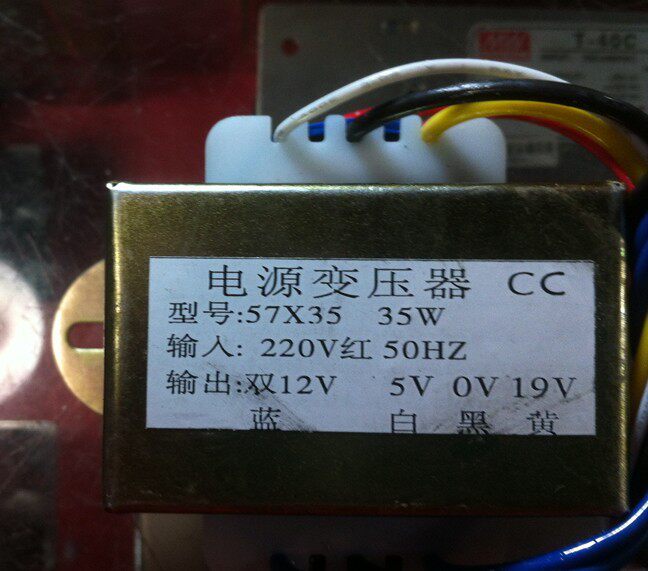 T-60C
电源变压器 CC
型号:57X35 35W
输入: 220V红 50HZ
输出:双12V 5V 0V 19V
蓝 白 黑 黄